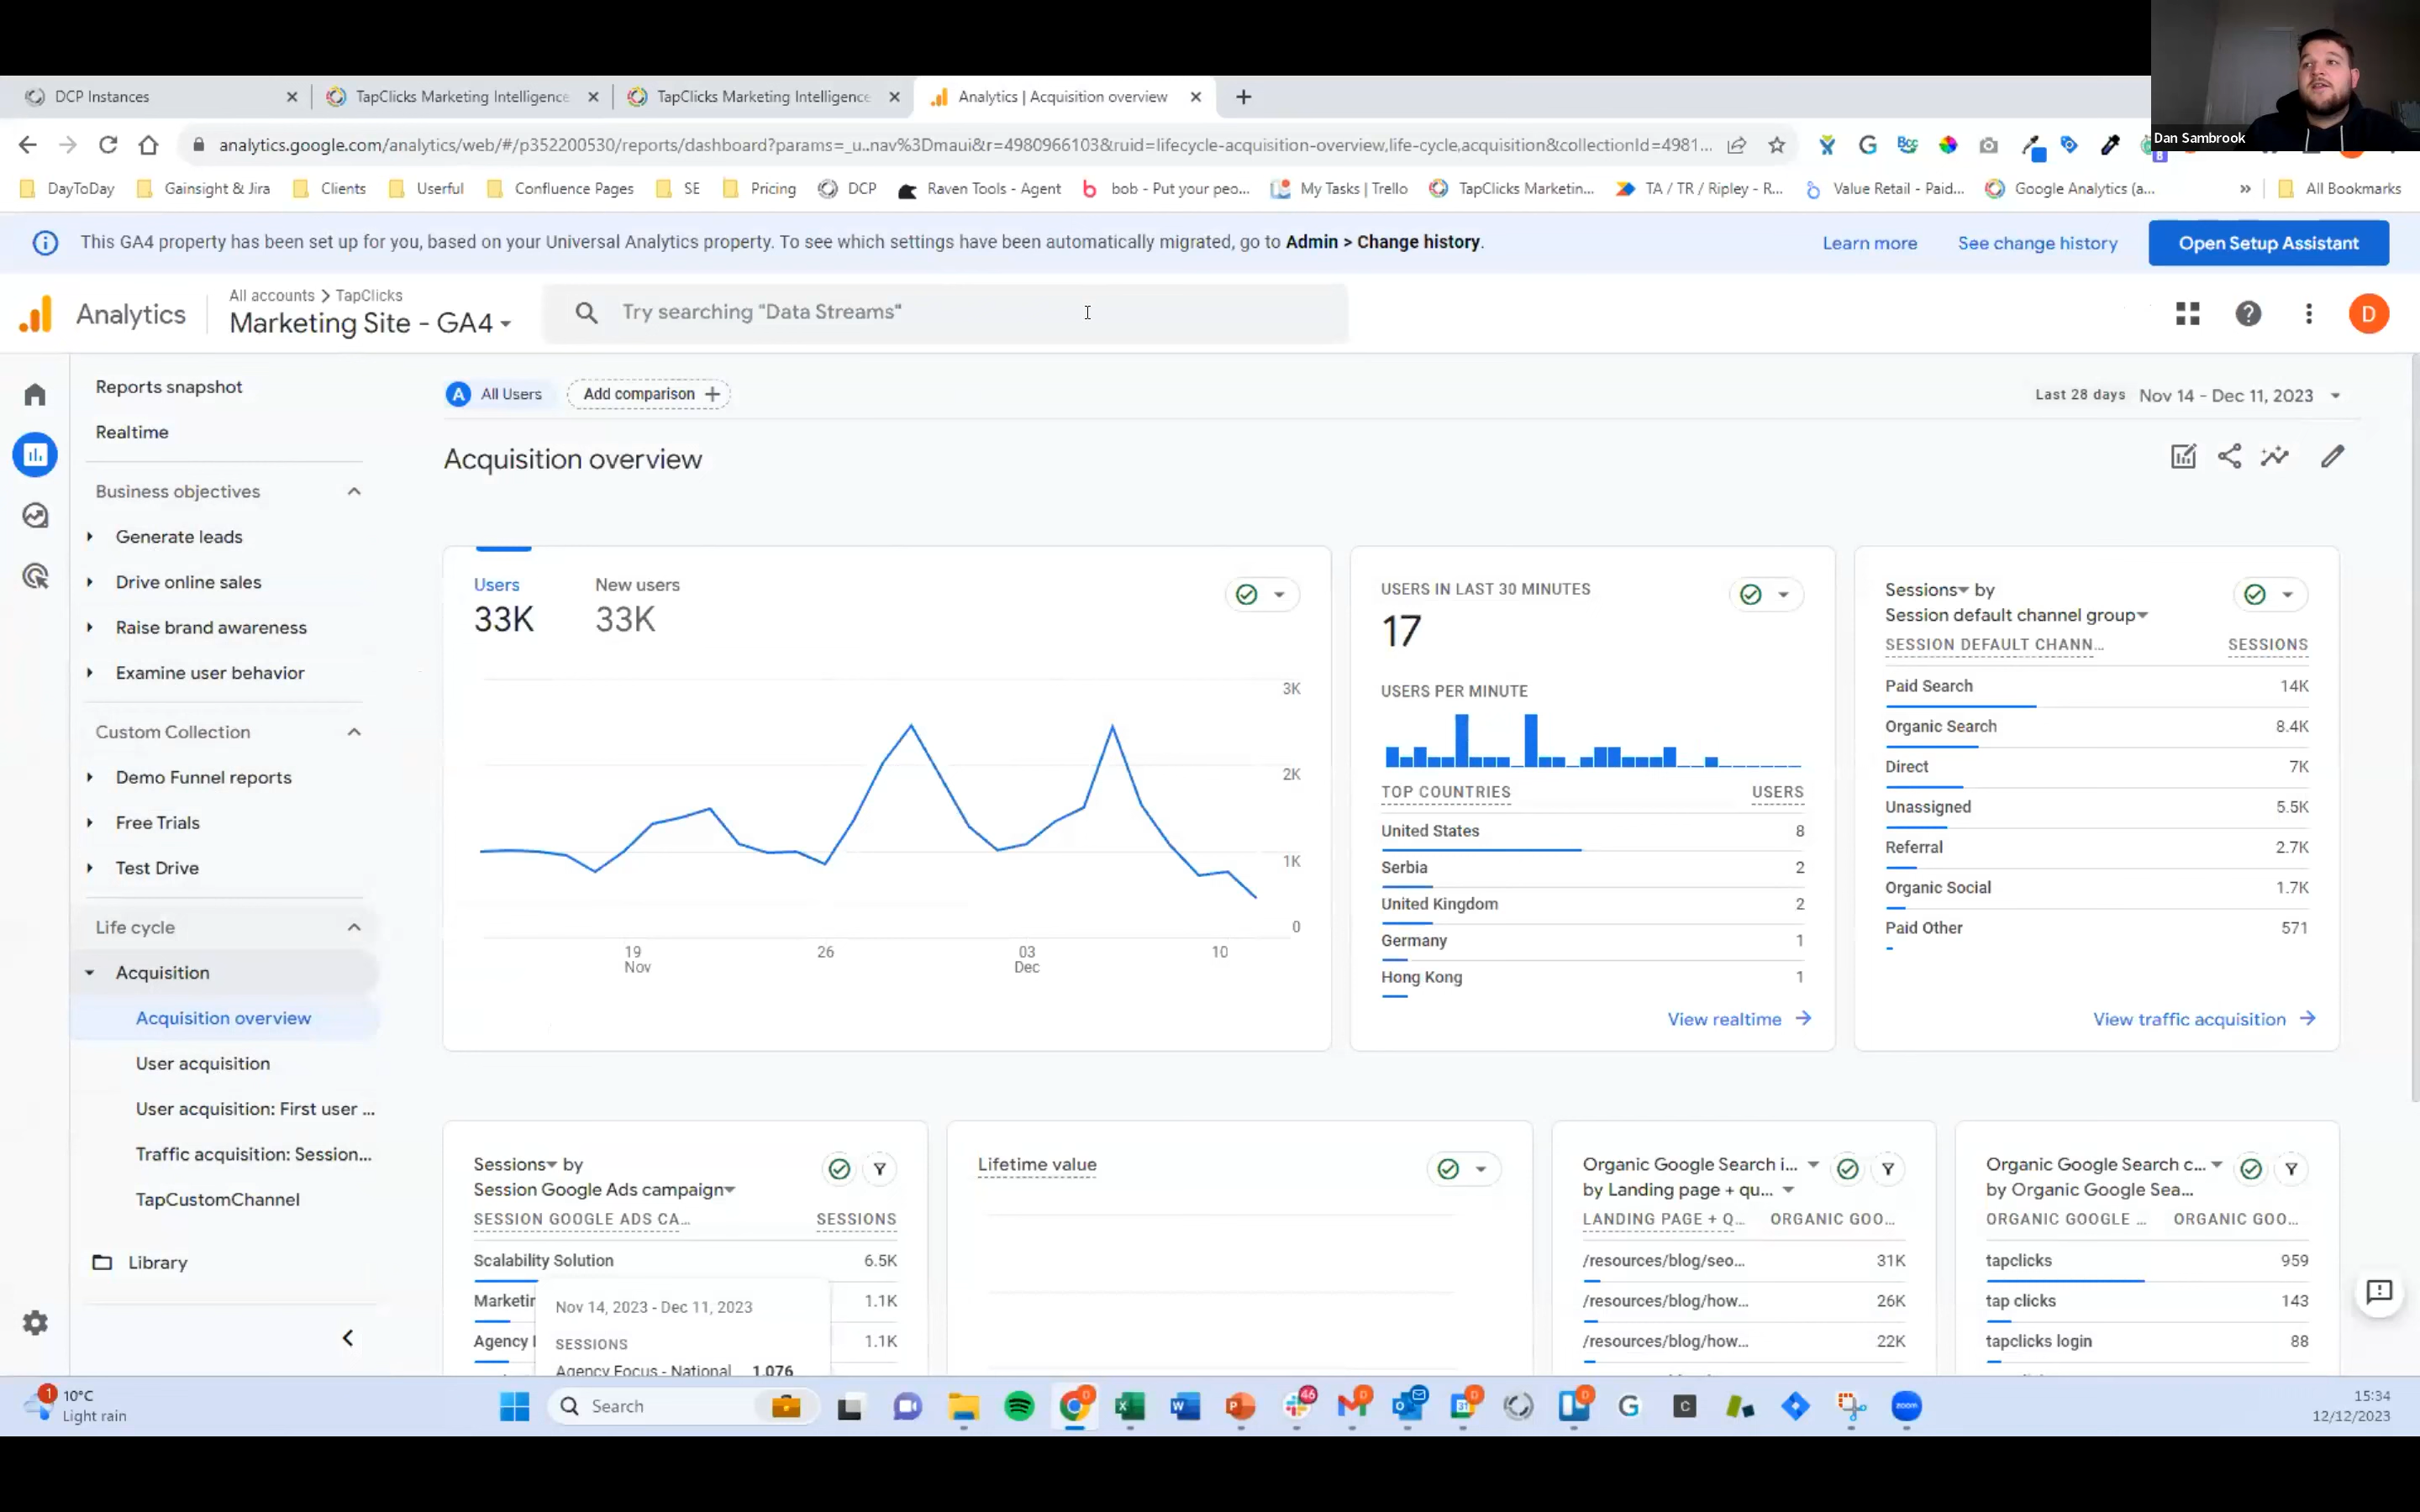 DCP Instances
TapClicks Marketing Intelligence
TapClicks Marketing Intelligence
Analytics | Acquisition overview
Dan Sambrook
analytics.google.com/analytics/web/#/p352200530/reports/dashboard?params=_u..nav%3Dmaui&r=4980966103&ruid=lifecycle-acquisition-overview,life-cycle,acquisition&collectionId=4981...
DayToDay
Gainsight & Jira
Clients
Userful
Confluence Pages
SE
Pricing
DCP
Raven Tools - Agent
bob - Put your peo...
My Tasks | Trello
TapClicks Marketin...
TA / TR / Ripley - R...
Value Retail - Paid...
Google Analytics (a...
All Bookmarks
This GA4 property has been set up for you, based on your Universal Analytics property. To see which settings have been automatically migrated, go to Admin > Change history.
Learn more
See change history
Open Setup Assistant
Analytics
All accounts > TapClicks
Marketing Site - GA4
Try searching "Data Streams"
D
Reports snapshot
Realtime
Business objectives
Generate leads
Drive online sales
Raise brand awareness
Examine user behavior
Custom Collection
Demo Funnel reports
Free Trials
Test Drive
Life cycle
Acquisition
Acquisition overview
User acquisition
User acquisition: First user ...
Traffic acquisition: Session...
TapCustomChannel
Library
A All Users
Add comparison +
Last 28 days Nov 14 - Dec 11, 2023
Acquisition overview
Users
33K
New users
33K
3K
2K
1K
0
19
Nov
26
03
Dec
10
USERS IN LAST 30 MINUTES
17
USERS PER MINUTE
TOP COUNTRIES USERS
United States 8
Serbia 2
United Kingdom 2
Germany 1
Hong Kong 1
View realtime
Sessions by
Session default channel group
SESSION DEFAULT CHANN... SESSIONS
Paid Search 14K
Organic Search 8.4K
Direct 7K
Unassigned 5.5K
Referral 2.7K
Organic Social 1.7K
Paid Other 571
View traffic acquisition
Sessions by
Session Google Ads campaign
SESSION GOOGLE ADS CA... SESSIONS
Scalability Solution 6.5K
Marketin 1.1K
Agency 1.1K
Nov 14, 2023 - Dec 11, 2023
SESSIONS
Agency Focus - National 1,076
Lifetime value
Organic Google Search i...
by Landing page + qu...
LANDING PAGE + Q... ORGANIC GOO...
/resources/blog/seo... 31K
/resources/blog/how... 26K
/resources/blog/how... 22K
Organic Google Search c...
by Organic Google Sea...
ORGANIC GOOGLE ... ORGANIC GOO...
tapclicks 959
tap clicks 143
tapclicks login 88
1
10°C
Light rain
Search
46
zoom
15:34
12/12/2023